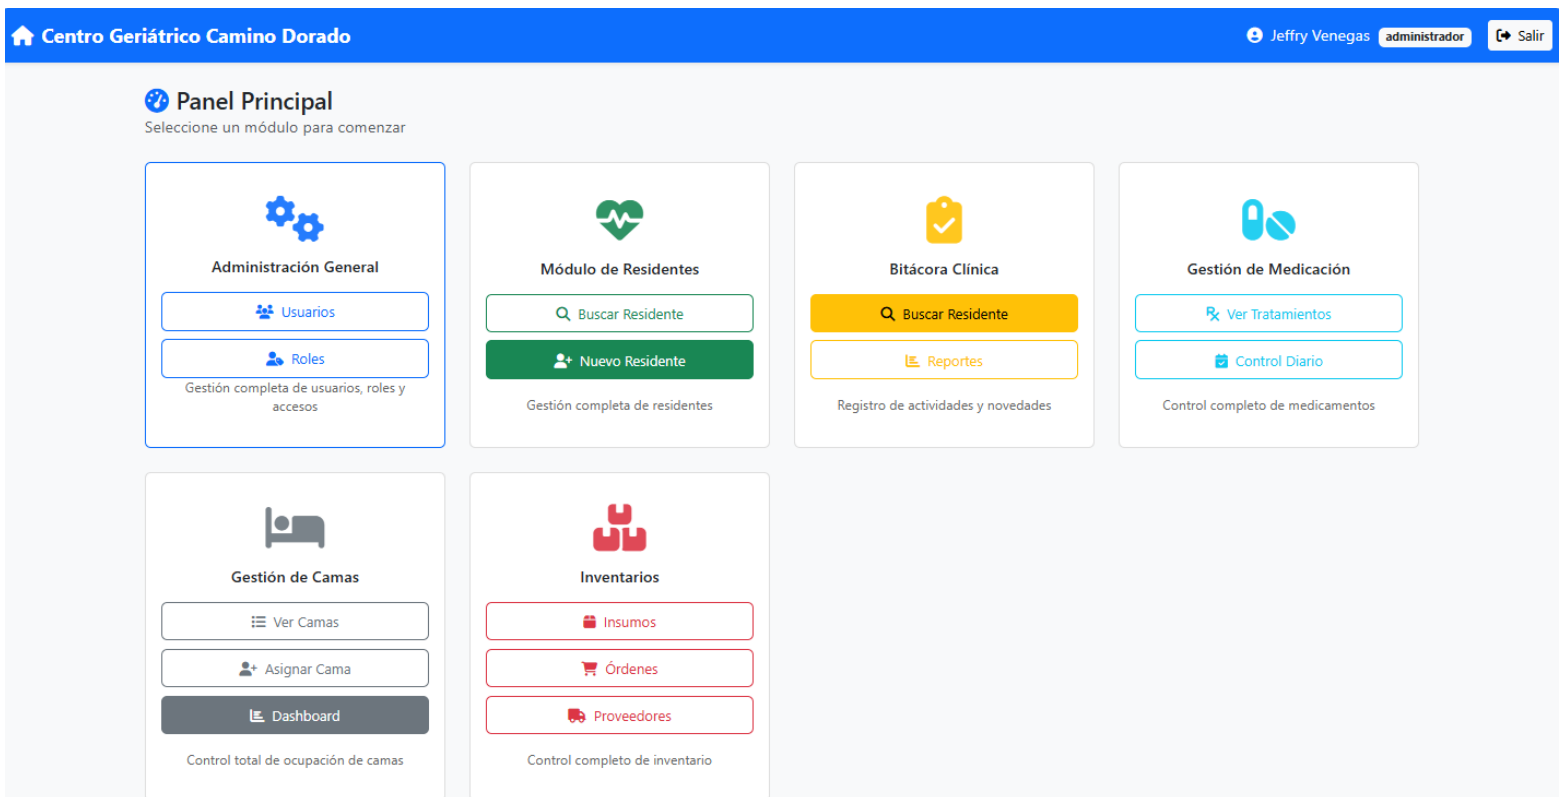 Centro Geriátrico Camino Dorado
Jeffry Venegas administrador Salir
Panel Principal
Seleccione un módulo para comenzar
Administración General
Usuarios
Roles
Gestión completa de usuarios, roles y
accesos
Módulo de Residentes
Buscar Residente
Nuevo Residente
Gestión completa de residentes
Bitácora Clínica
Buscar Residente
Reportes
Registro de actividades y novedades
Gestión de Medicación
Ver Tratamientos
Control Diario
Control completo de medicamentos
Gestión de Camas
Ver Camas
Asignar Cama
Dashboard
Control total de ocupación de camas
Inventarios
Insumos
Órdenes
Proveedores
Control completo de inventario